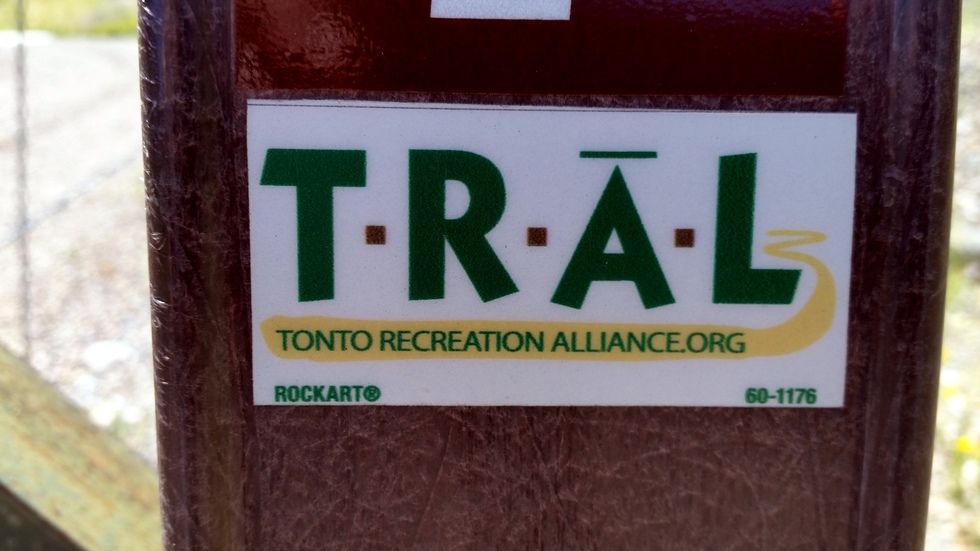 T·R·Ā·L
TONTO RECREATION ALLIANCE.ORG
ROCKART® 60-1176